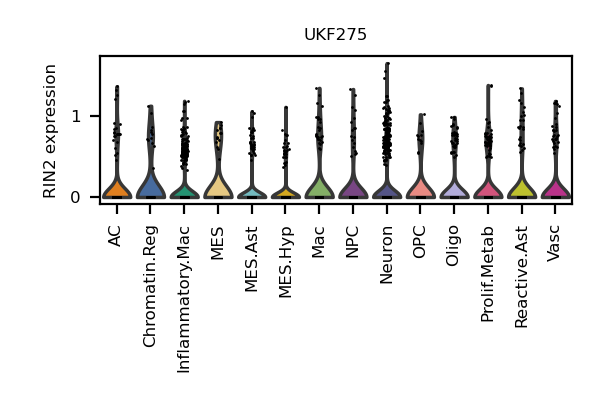 UKF275
RIN2 expression
1
0
AC
Chromatin.Reg
Inflammatory.Mac
MES
MES.Ast
MES.Hyp
Mac
NPC
Neuron
OPC
Oligo
Prolif.Metab
Reactive.Ast
Vasc